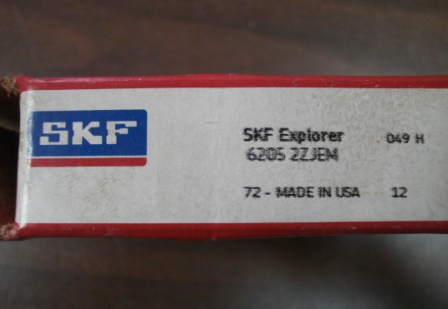 SKF
SKF Explorer 049 H
6205 2ZJEM
72 - MADE IN USA 12